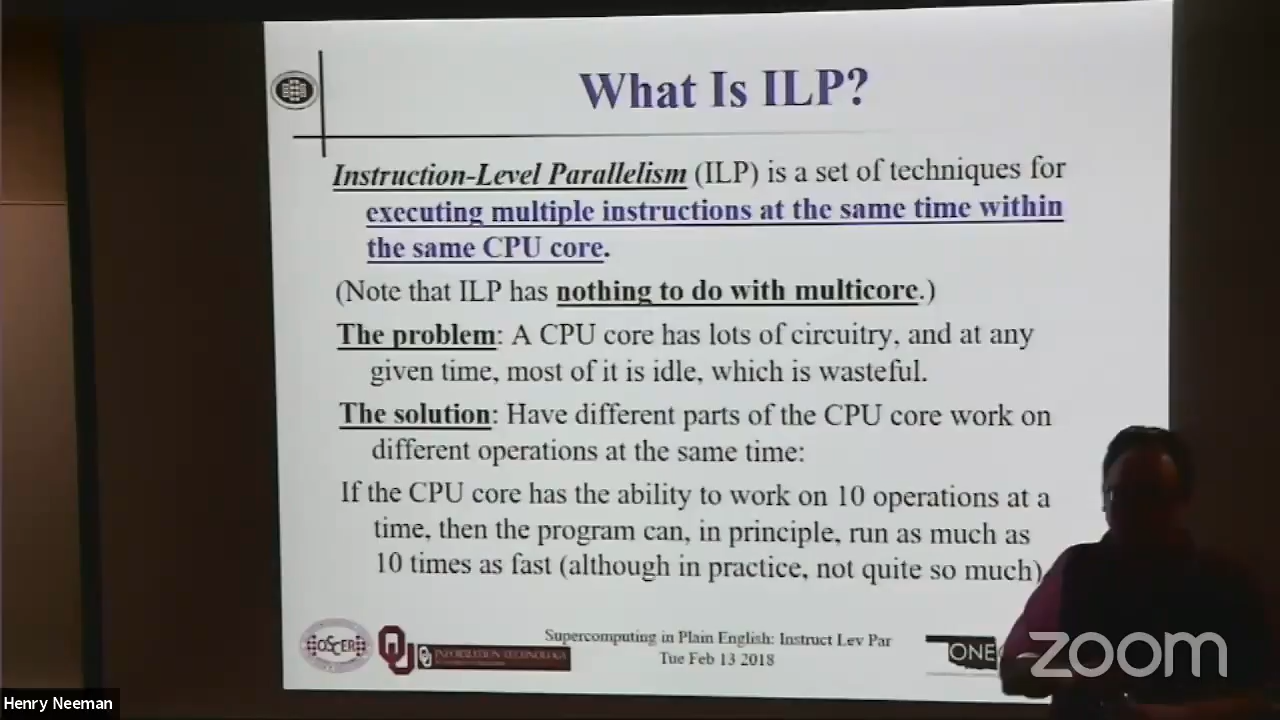 What Is ILP?
Instruction-Level Parallelism (ILP) is a set of techniques for
executing multiple instructions at the same time within
the same CPU core.
(Note that ILP has nothing to do with multicore.)
The problem: A CPU core has lots of circuitry, and at any
given time, most of it is idle, which is wasteful.
The solution: Have different parts of the CPU core work on
different operations at the same time:
If the CPU core has the ability to work on 10 operations at a
time, then the program can, in principle, run as much as
10 times as fast (although in practice, not quite so much)
OSCER
INFORMATION TECHNOLOGY
Supercomputing in Plain English: Instruct Lev Par
Tue Feb 13 2018
ONE
zoom
Henry Neeman